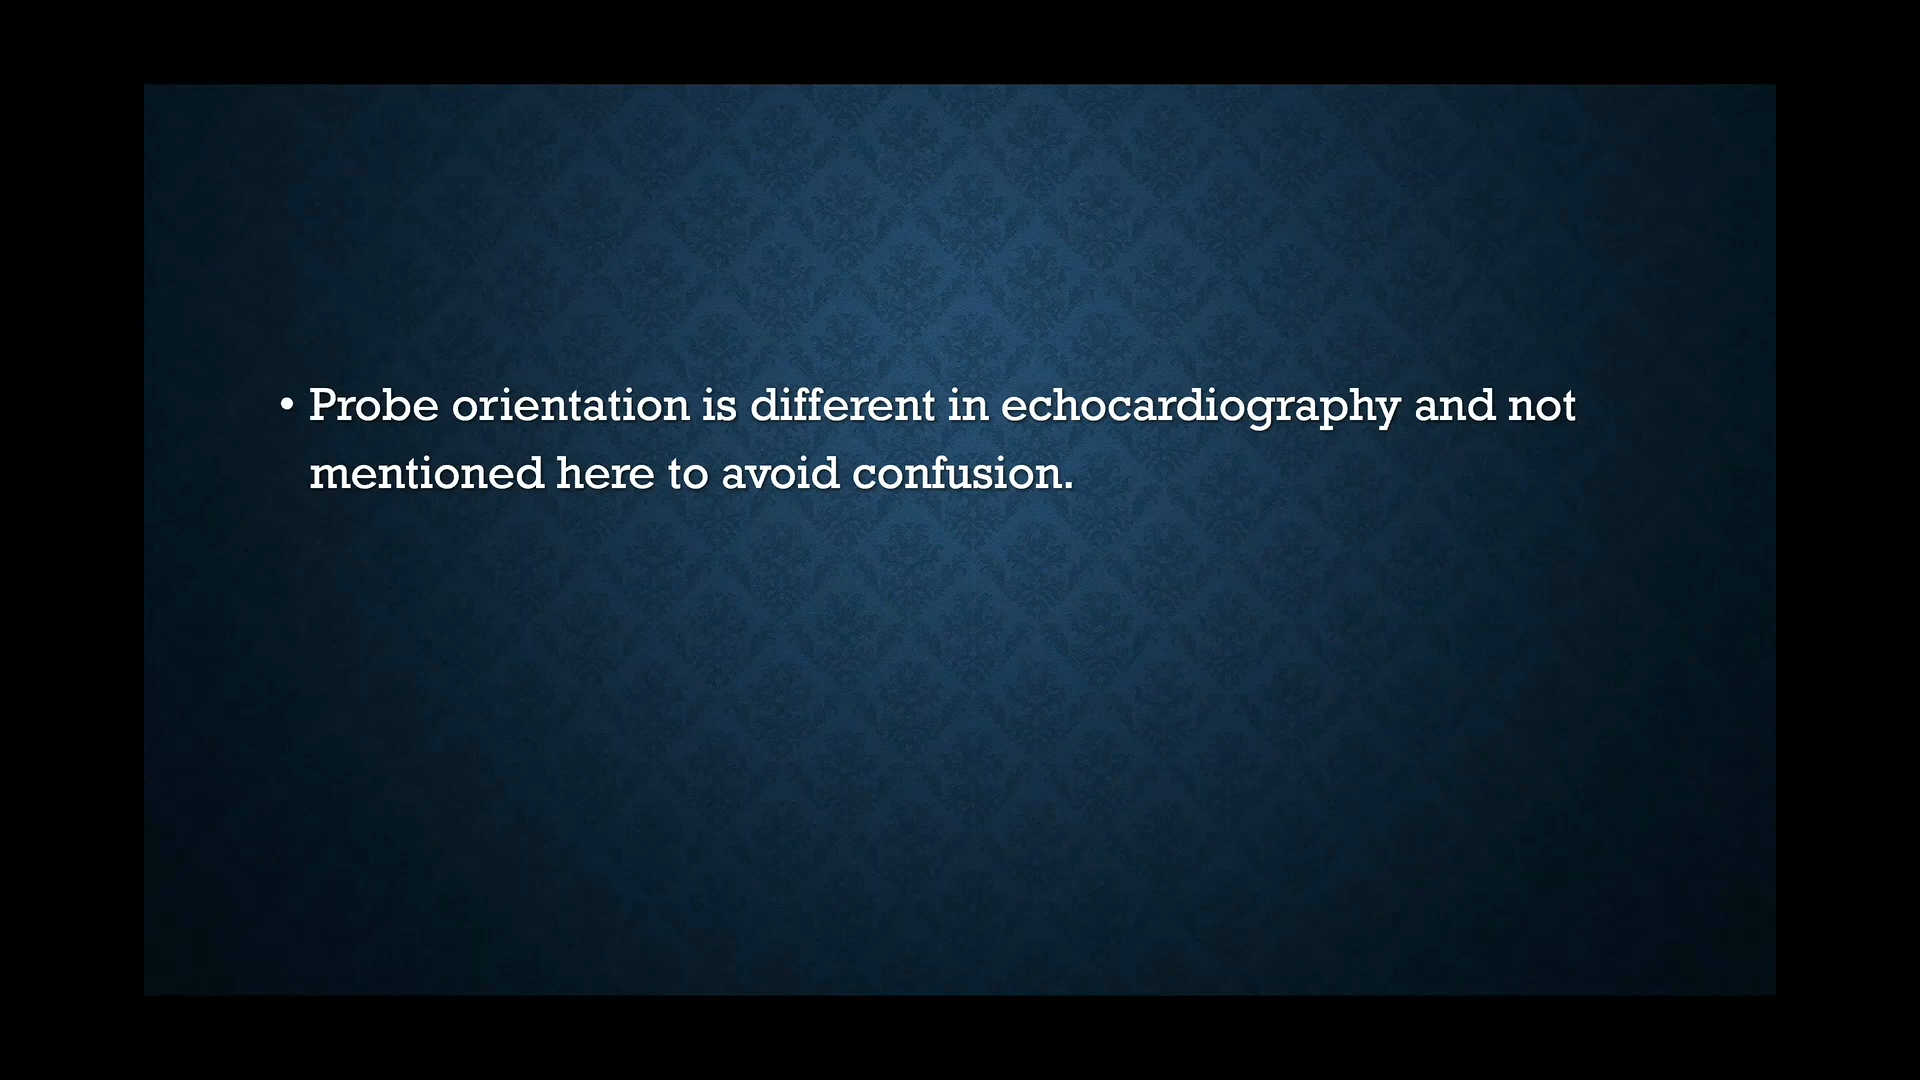 • Probe orientation is different in echocardiography and not
mentioned here to avoid confusion.